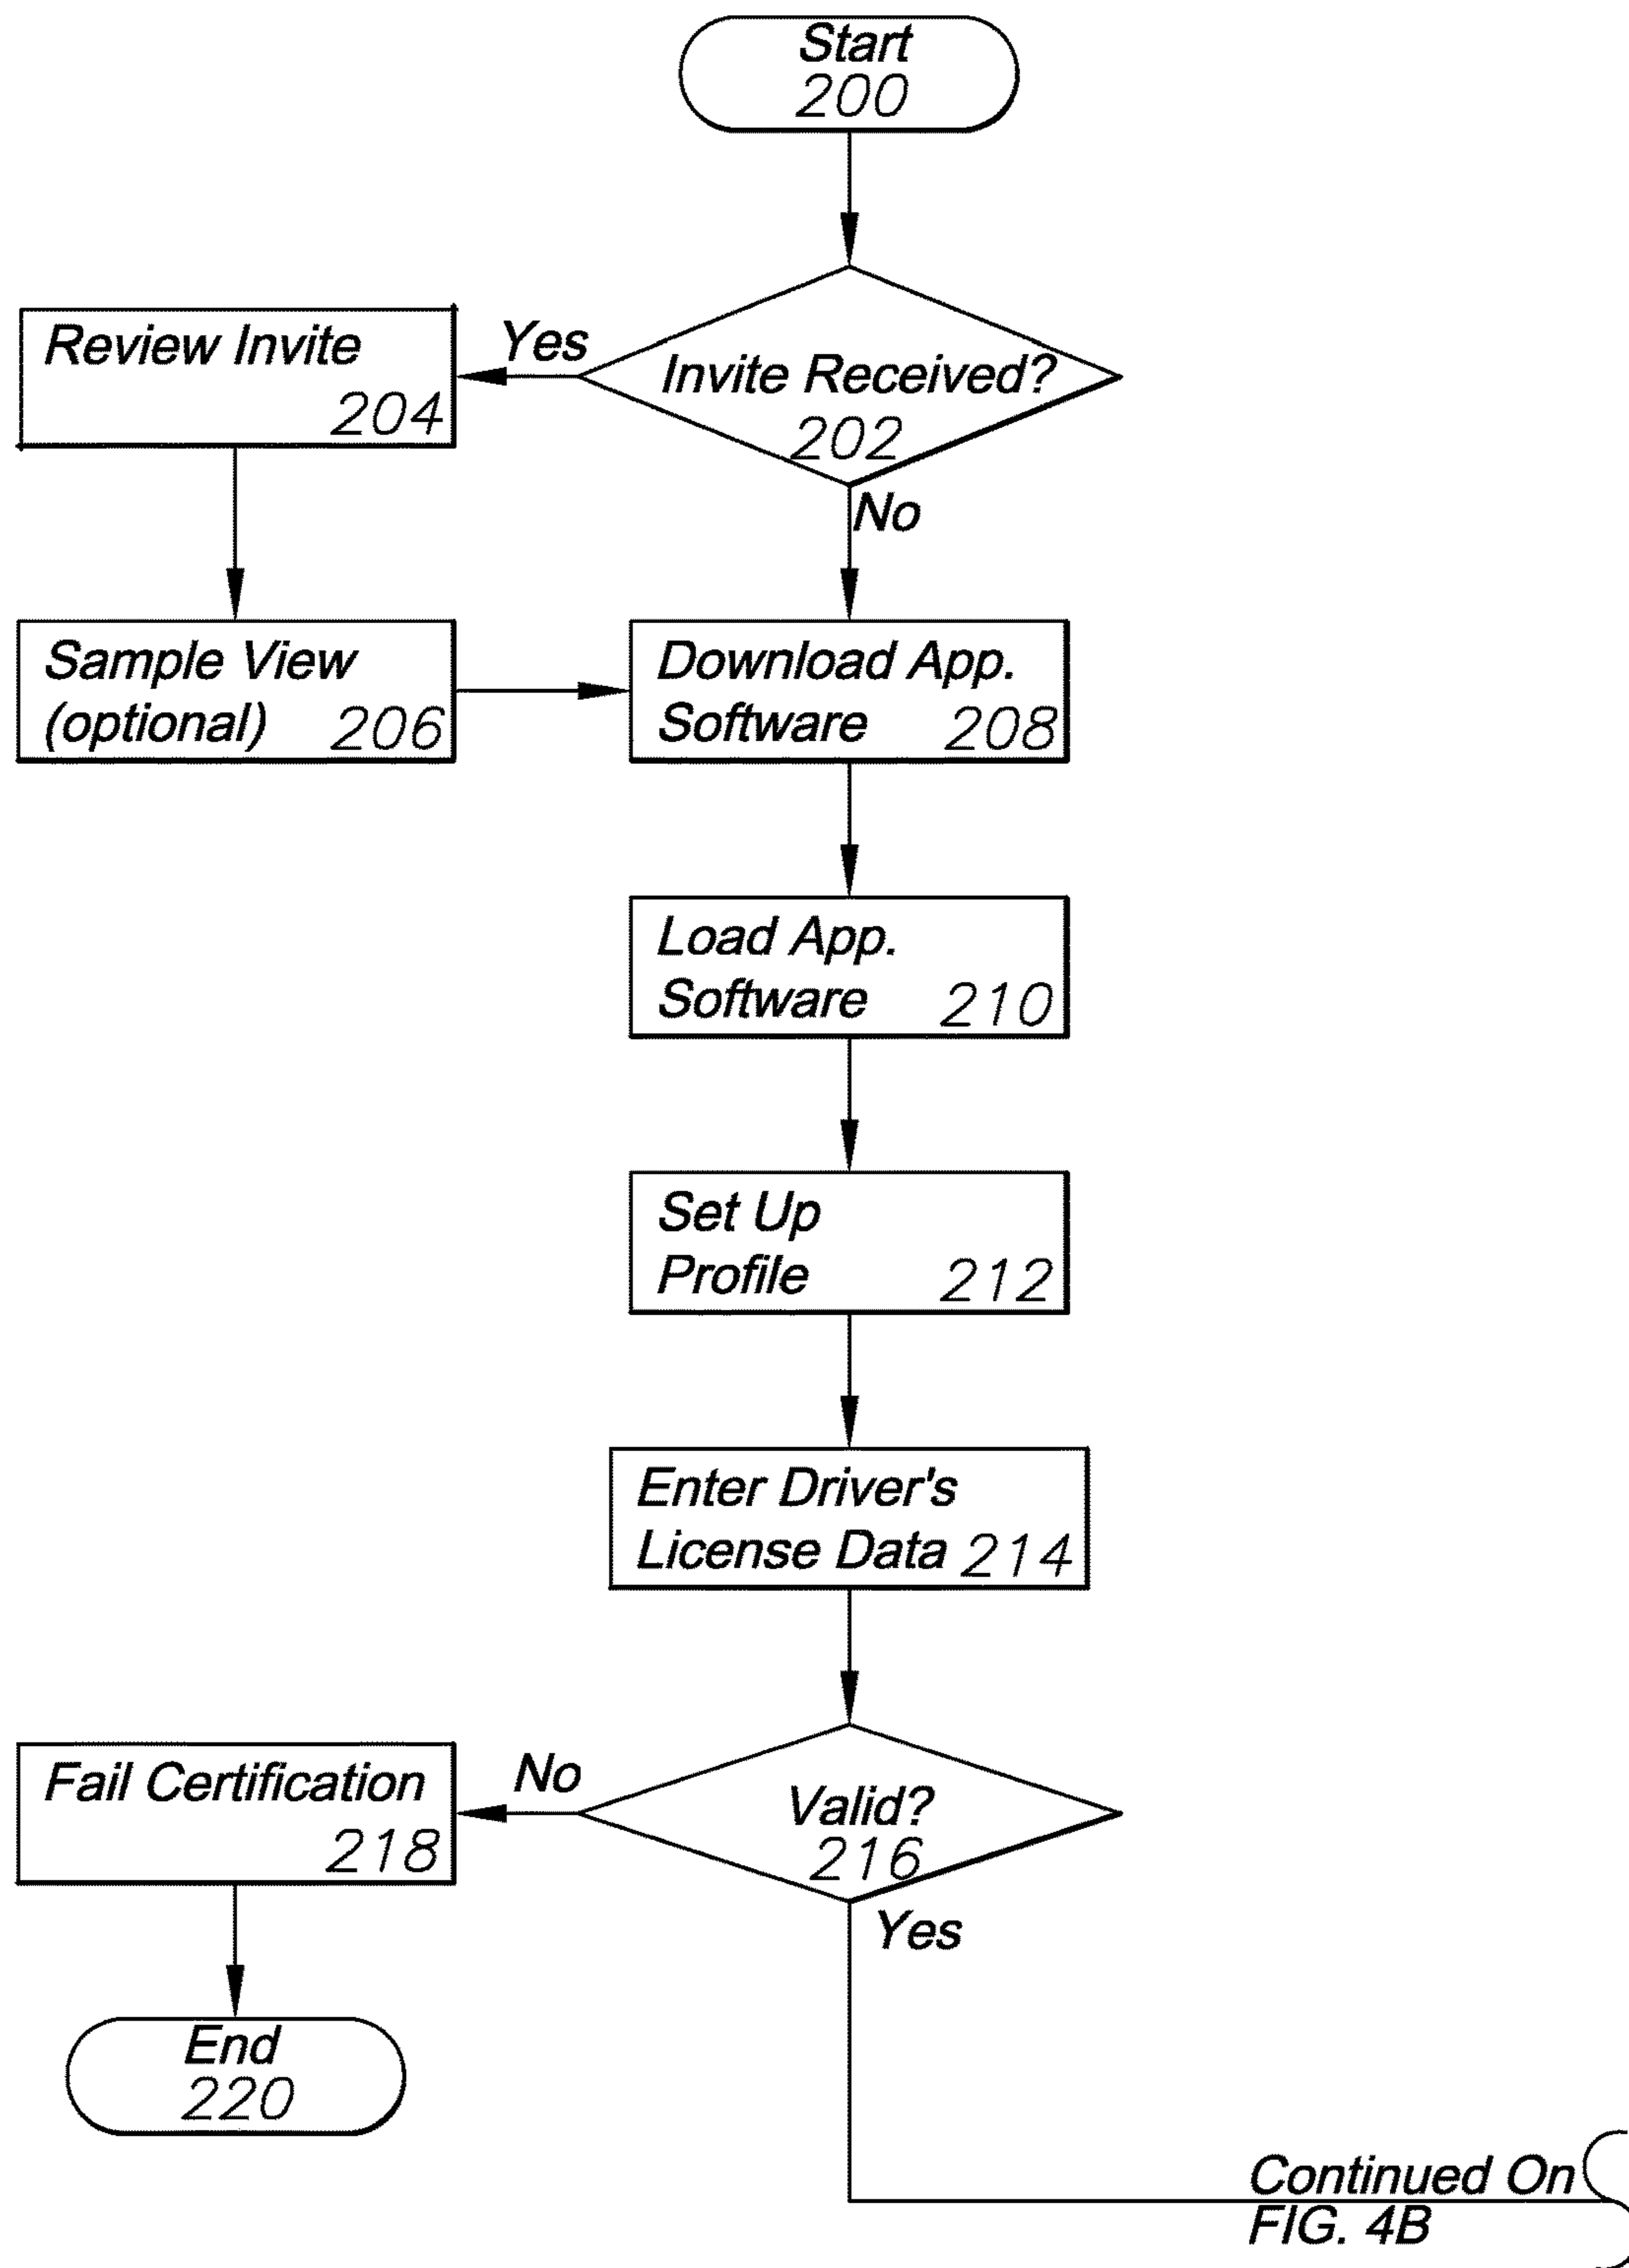 Start
200
Invite Received?
202
Yes
No
Review Invite
204
Sample View
(optional) 206
Download App.
Software 208
Load App.
Software 210
Set Up
Profile 212
Enter Driver's
License Data 214
Valid?
216
No
Yes
Fail Certification
218
End
220
Continued On
FIG. 4B